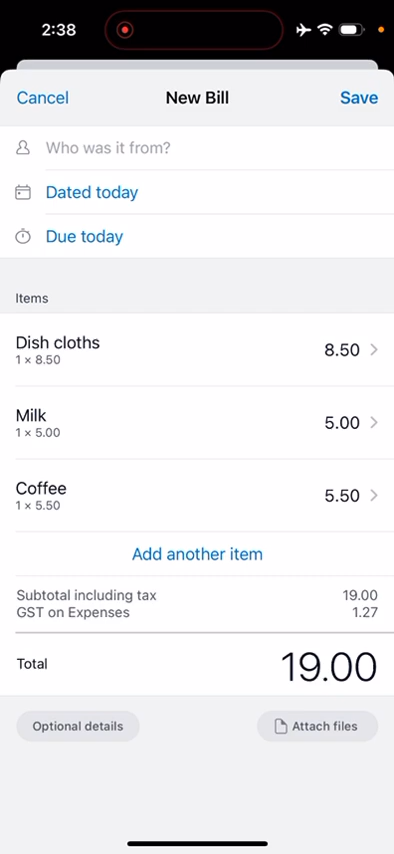 2:38
Cancel New Bill Save
Who was it from?
Dated today
Due today
Items
Dish cloths 8.50
1 × 8.50
Milk 5.00
1 × 5.00
Coffee 5.50
1 × 5.50
Add another item
Subtotal including tax 19.00
GST on Expenses 1.27
Total 19.00
Optional details Attach files